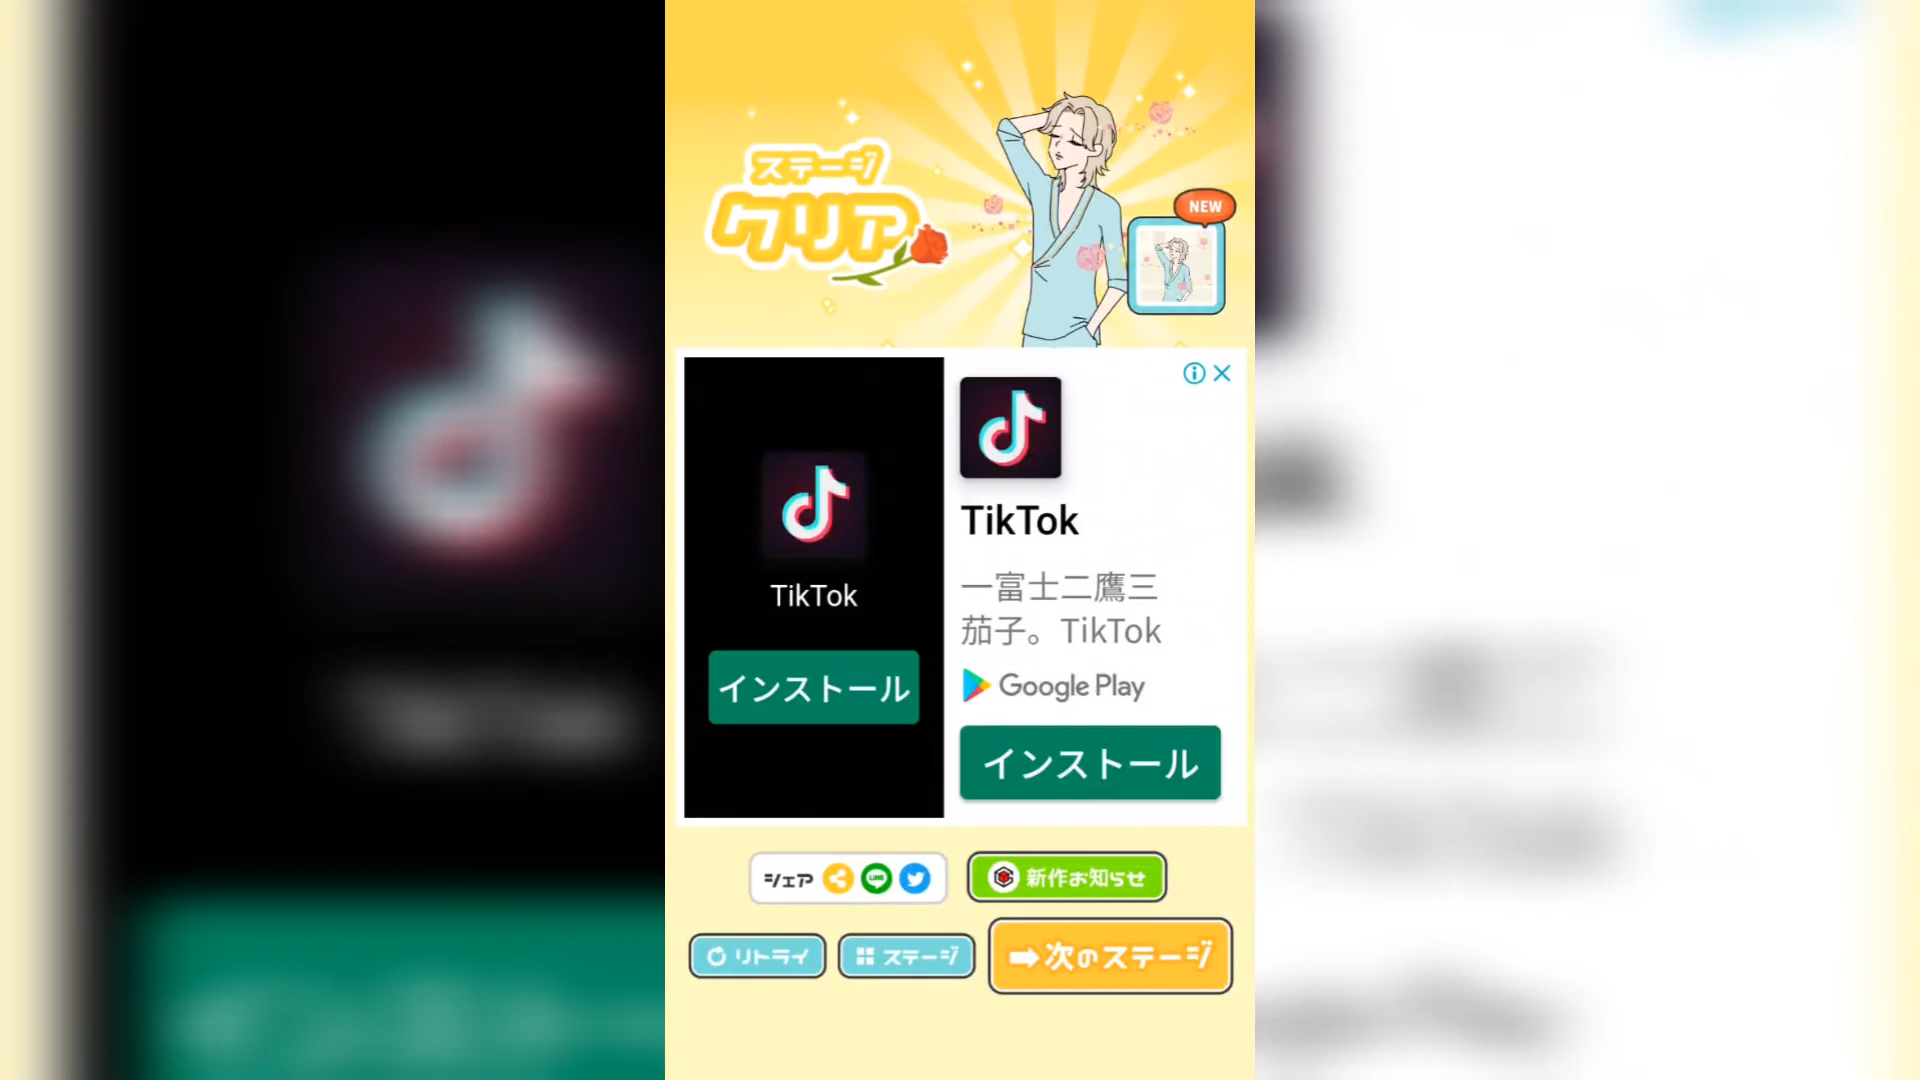 ステージ
クリア
NEW
TikTok
インストール
TikTok
一富士二鷹三
茄子。TikTok
Google Play
インストール
シェア
LINE
新作お知らせ
リトライ
ステージ
次のステージ